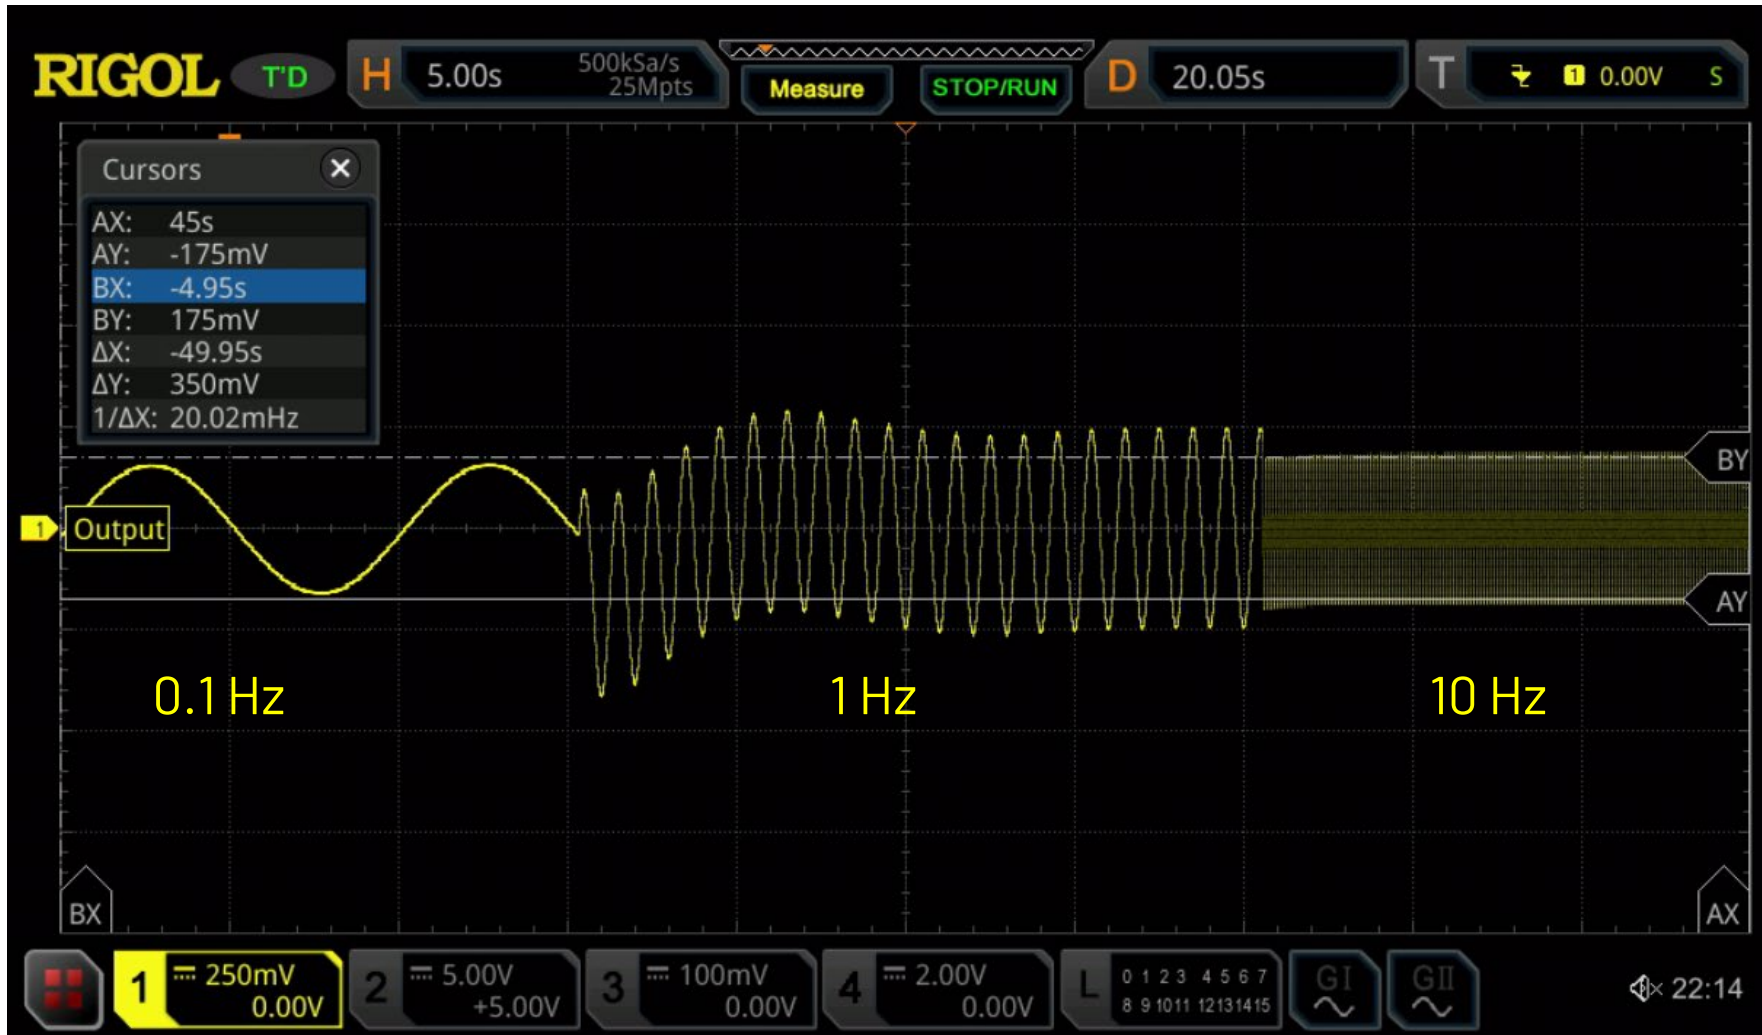 RIGOL T'D H 5.00s 500kSa/s 25Mpts Measure STOP/RUN D 20.05s T 1 0.00V S
Cursors
AX: 45s
AY: -175mV
BX: -4.95s
BY: 175mV
ΔX: -49.95s
ΔY: 350mV
1/ΔX: 20.02mHz
BY
1 Output
AY
0.1 Hz 1 Hz 10 Hz
BX AX
1 250mV 0.00V 2 5.00V +5.00V 3 100mV 0.00V 4 2.00V 0.00V L 0 1 2 3 4 5 6 7 8 9 10 11 12 13 14 15 GI GII 22:14